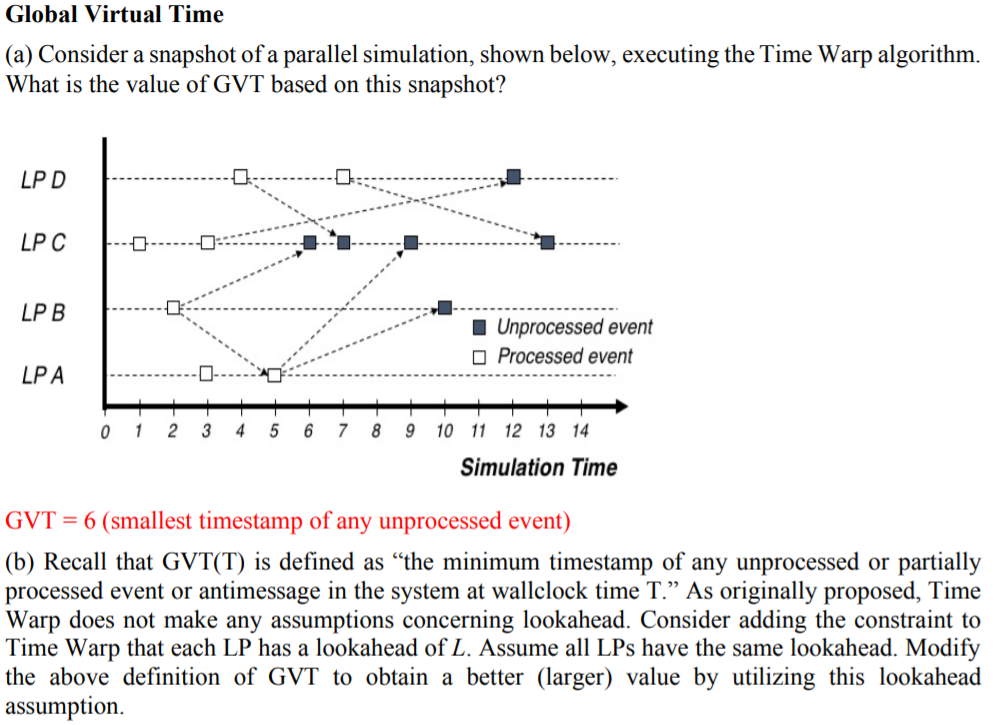 Global Virtual Time
(a) Consider a snapshot of a parallel simulation, shown below, executing the Time Warp algorithm.
What is the value of GVT based on this snapshot?
LP D
LP C
LP B
Unprocessed event
Processed event
LP A
0 1 2 3 4 5 6 7 8 9 10 11 12 13 14
Simulation Time
GVT = 6 (smallest timestamp of any unprocessed event)
(b) Recall that GVT(T) is defined as “the minimum timestamp of any unprocessed or partially
processed event or antimessage in the system at wallclock time T.” As originally proposed, Time
Warp does not make any assumptions concerning lookahead. Consider adding the constraint to
Time Warp that each LP has a lookahead of L. Assume all LPs have the same lookahead. Modify
the above definition of GVT to obtain a better (larger) value by utilizing this lookahead
assumption.